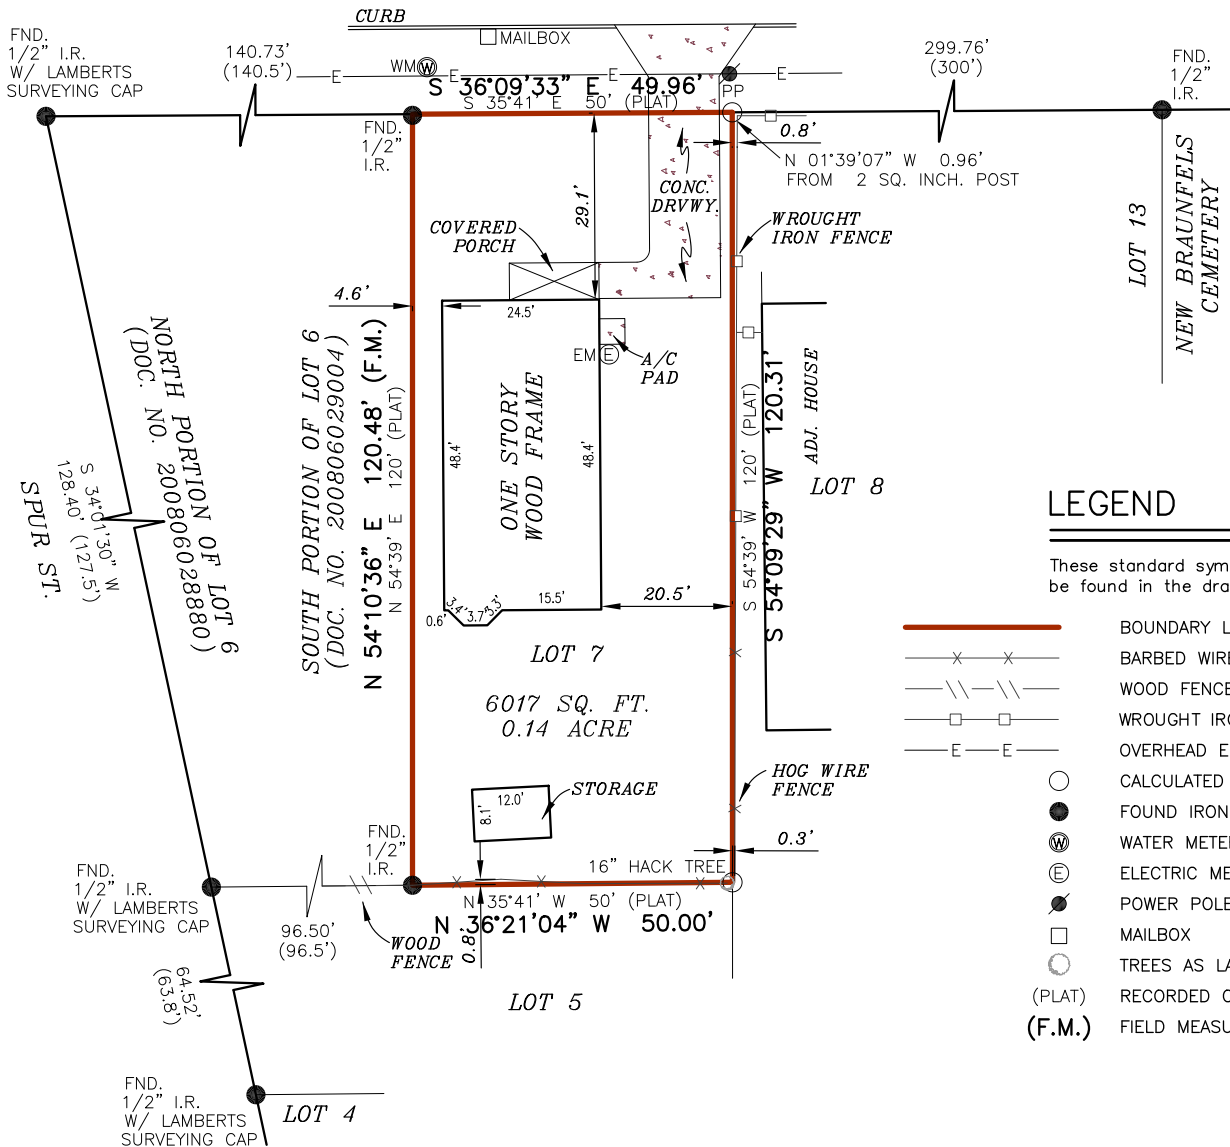 CURB
MAILBOX
FND.
1/2" I.R.
W/ LAMBERTS
SURVEYING CAP
140.73'
(140.5')
E
WM
W
E
E
E
PP
299.76'
(300')
FND.
1/2"
I.R.
S 36°09'33" E 49.96'
S 35°41' E 50' (PLAT)
FND.
1/2"
I.R.
0.8'
N 01°39'07" W 0.96'
FROM 2 SQ. INCH. POST
CONC.
DRVWY.
29.1'
COVERED
PORCH
WROUGHT
IRON FENCE
LOT 13
NEW BRAUNFELS
CEMETERY
4.6'
24.5'
EM
E
A/C
PAD
ADJ. HOUSE
NORTH PORTION OF LOT 6
(DOC. NO. 200806028880)
SOUTH PORTION OF LOT 6
(DOC. NO. 200806029004)
N 54°10'36" E 120.48' (F.M.)
N 54°39' E 120' (PLAT)
48.4'
ONE STORY
WOOD FRAME
48.4'
S 54°39' W 120' (PLAT)
S 54°09'29" W 120.31'
LOT 8
SPUR ST.
S 34°01'30" W
128.40' (127.5')
0.6'
3.4'
3.7'
3.3'
15.5'
20.5'
LOT 7
6017 SQ. FT.
0.14 ACRE
12.0'
8.1'
STORAGE
HOG WIRE
FENCE
0.3'
FND.
1/2"
I.R.
16" HACK TREE
N 35°41' W 50' (PLAT)
N 36°21'04" W 50.00'
0.8'
FND.
1/2" I.R.
W/ LAMBERTS
SURVEYING CAP
96.50'
(96.5')
WOOD
FENCE
64.52'
(63.8')
LOT 5
FND.
1/2" I.R.
W/ LAMBERTS
SURVEYING CAP
LOT 4
LEGEND
These standard sym
be found in the dra
BOUNDARY L
BARBED WIRE
WOOD FENCE
WROUGHT IRO
E E OVERHEAD E
CALCULATED
FOUND IRON
W WATER METE
E ELECTRIC ME
POWER POLE
MAILBOX
TREES AS LA
(PLAT) RECORDED O
(F.M.) FIELD MEASU